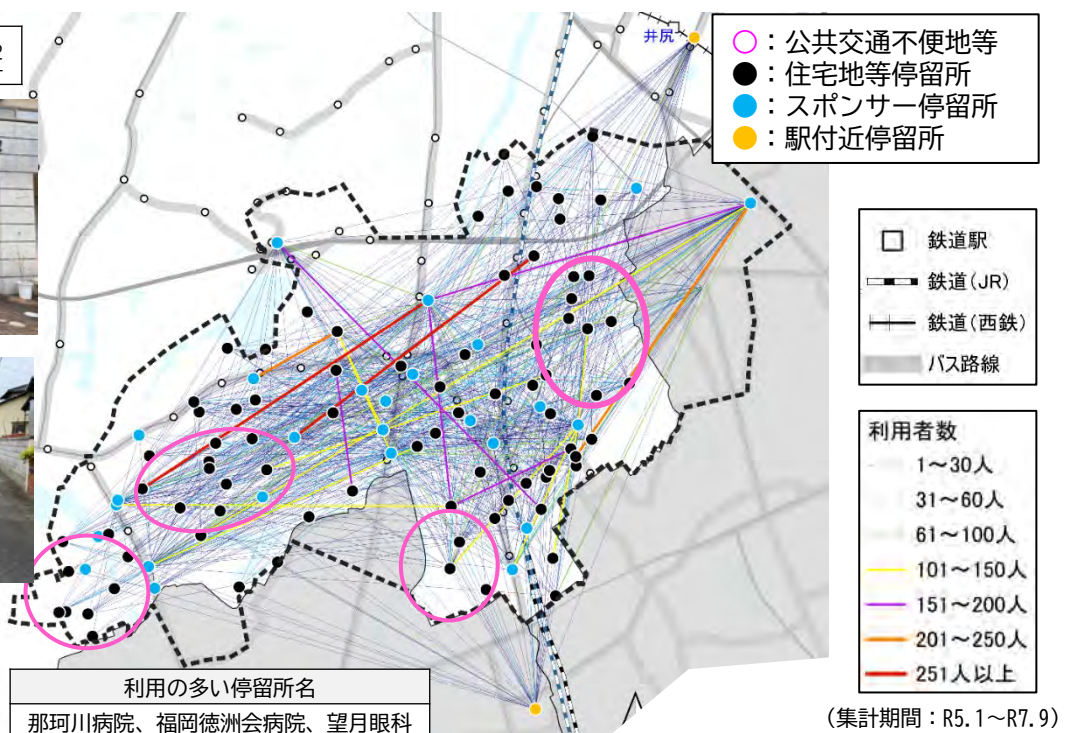 井尻
○：公共交通不便地等
●：住宅地等停留所
●：スポンサー停留所
●：駅付近停留所
鉄道駅
鉄道(JR)
鉄道(西鉄)
バス路線
利用者数
1～30人
31～60人
61～100人
101～150人
151～200人
201～250人
251人以上
(集計期間：R5.1～R7.9)
利用の多い停留所名
那珂川病院、福岡徳洲会病院、望月眼科